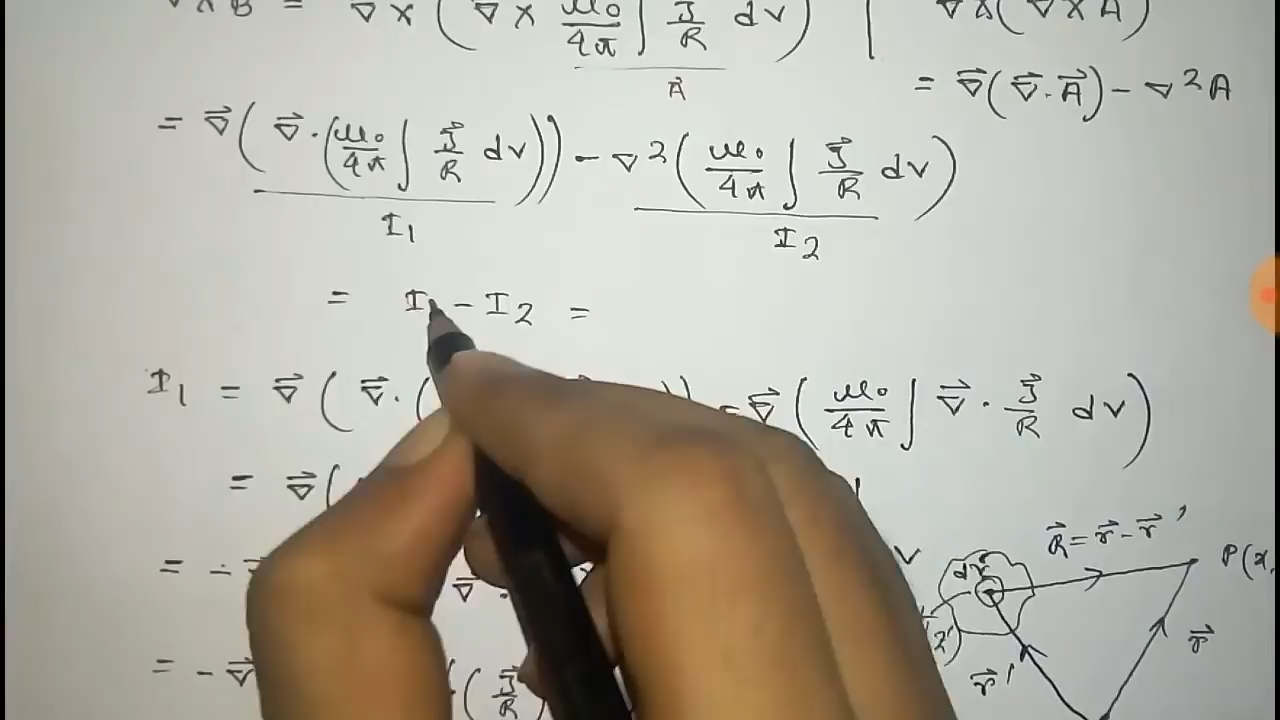 ∇ × B = ∇ × (∇ × μ₀/4π ∫ J⃗/R dv) | ∇ × (∇ × A)
A⃗ = ∇⃗(∇⃗·A⃗) - ∇²A
= ∇⃗(∇⃗·(μ₀/4π ∫ J⃗/R dv)) - ∇²(μ₀/4π ∫ J⃗/R dv)
I₁ I₂
= I₁ - I₂ =
I₁ = ∇⃗(∇⃗·( )) = ∇⃗(μ₀/4π ∫ ∇⃗·J⃗/R dv)
= ∇⃗(
R⃗ = r⃗ - r⃗'
= - ∇⃗ ∇⃗· V dv' P(x,
z')
r⃗
= - ∇⃗ (J⃗/R) r⃗'